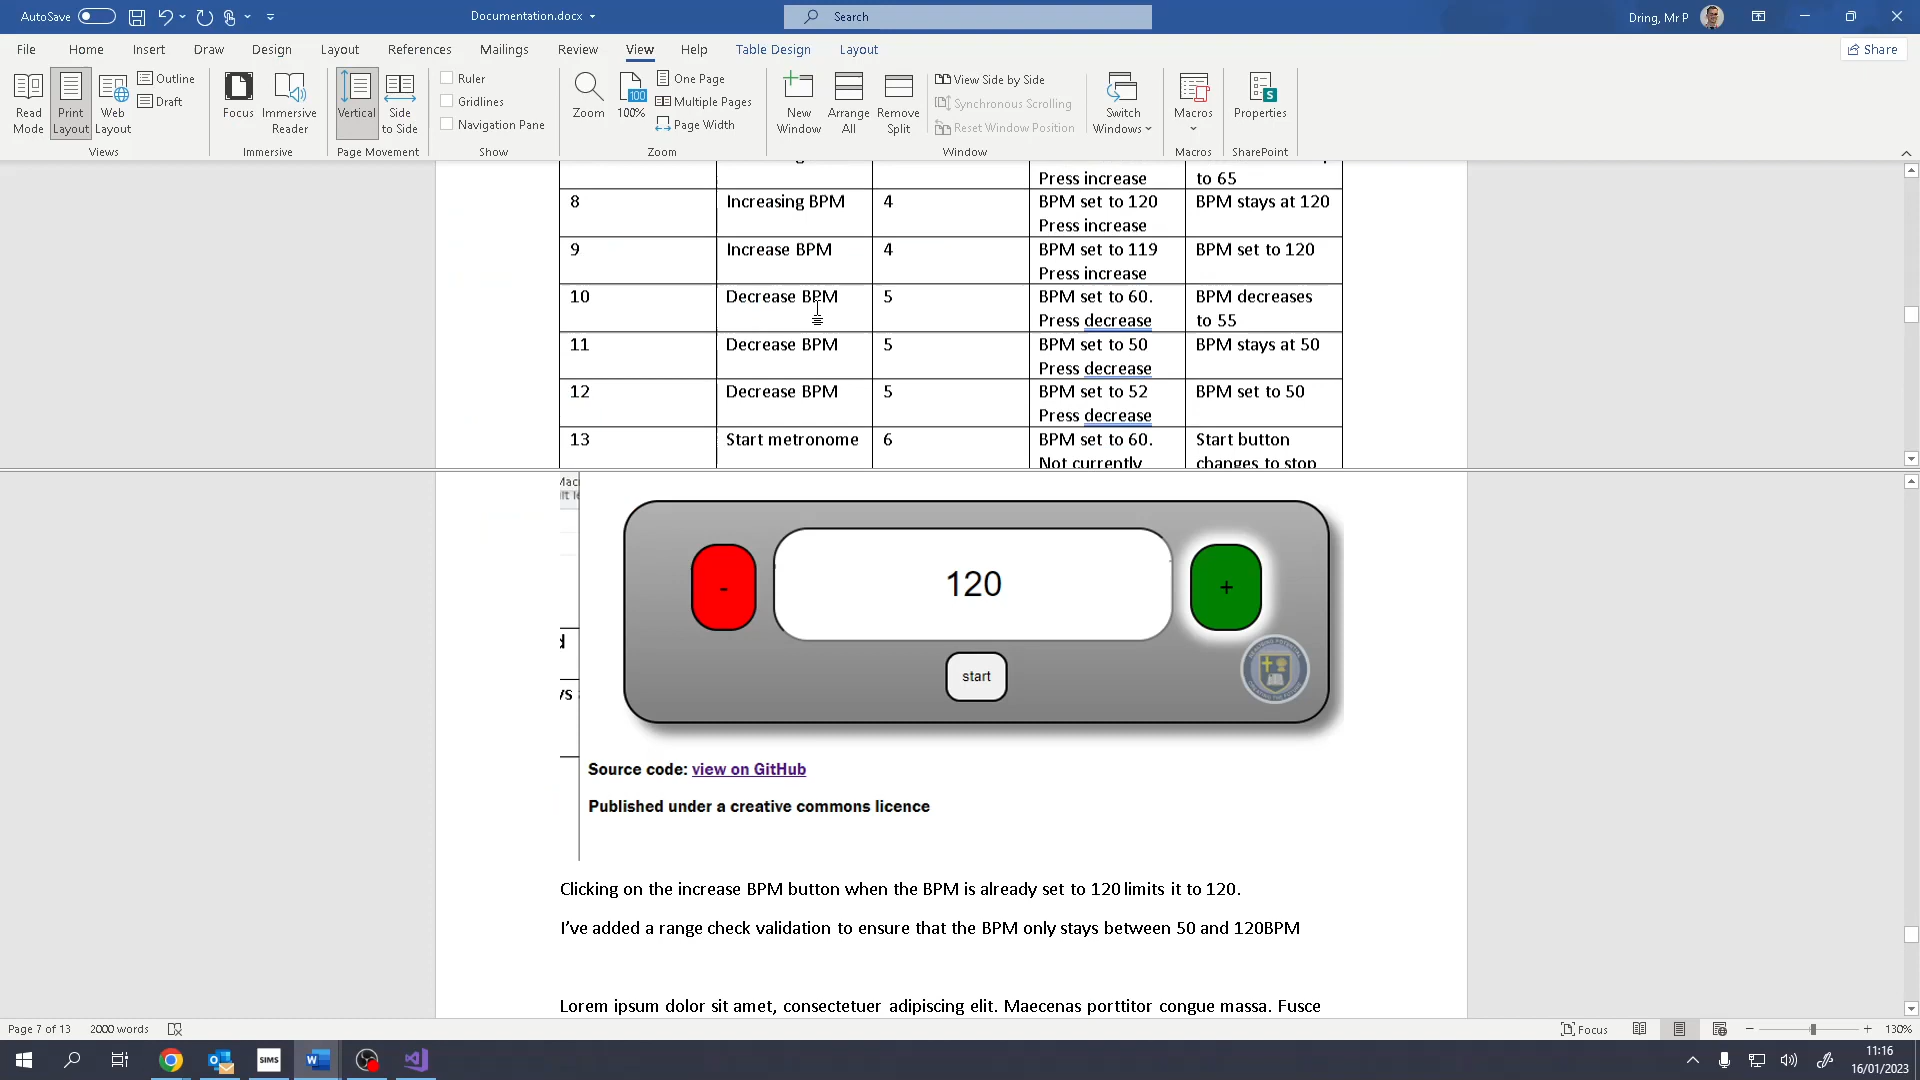 AutoSave
Documentation.docx
Search
Dring, Mr P
File Home Insert Draw Design Layout References Mailings Review View Help Table Design Layout
Share
Read Mode
Print Layout
Web Layout
Outline
Draft
Views
Focus
Immersive Reader
Immersive
Vertical
Side to Side
Page Movement
Ruler
Gridlines
Navigation Pane
Show
Zoom
100
100%
One Page
Multiple Pages
Page Width
Zoom
New Window
Arrange All
Remove Split
View Side by Side
Synchronous Scrolling
Reset Window Position
Window
Switch Windows
Macros
Macros
Properties
SharePoint
Press increase
to 65
8 Increasing BPM 4 BPM set to 120 BPM stays at 120
Press increase
9 Increase BPM 4 BPM set to 119 BPM set to 120
Press increase
10 Decrease BPM 5 BPM set to 60. BPM decreases
Press decrease to 55
11 Decrease BPM 5 BPM set to 50 BPM stays at 50
Press decrease
12 Decrease BPM 5 BPM set to 52 BPM set to 50
Press decrease
13 Start metronome 6 BPM set to 60. Start button
Not currently changes to stop
- 120 +
start
Source code: view on GitHub
Published under a creative commons licence
Clicking on the increase BPM button when the BPM is already set to 120 limits it to 120.
I've added a range check validation to ensure that the BPM only stays between 50 and 120BPM
Lorem ipsum dolor sit amet, consectetuer adipiscing elit. Maecenas porttitor congue massa. Fusce
Page 7 of 13 2000 words
Focus
130%
SIMS
11:16
16/01/2023